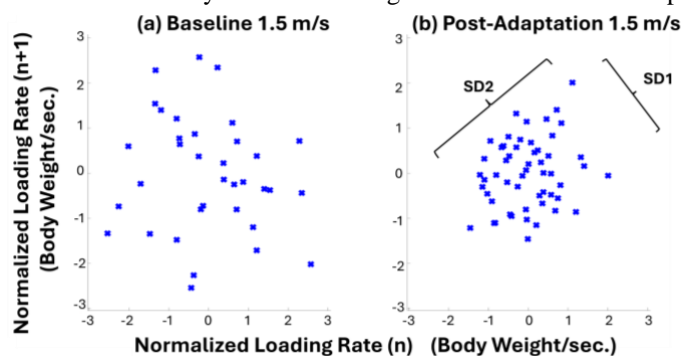 (a) Baseline 1.5 m/s
(b) Post-Adaptation 1.5 m/s
Normalized Loading Rate (n+1)
(Body Weight/sec.)
3
2
1
0
-1
-2
-3
-3 -2 -1 0 1 2 3
3
2
1
0
-1
-2
-3
-3 -2 -1 0 1 2 3
SD2
SD1
Normalized Loading Rate (n) (Body Weight/sec.)